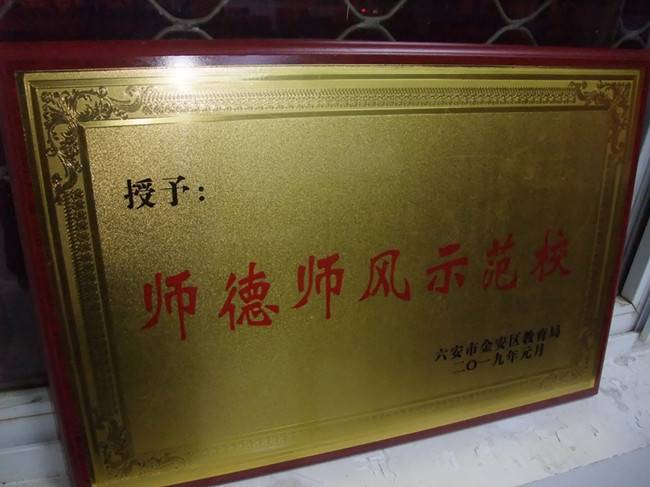 授予：
师德师风示范校
六安市金安区教育局
二〇一九年元月